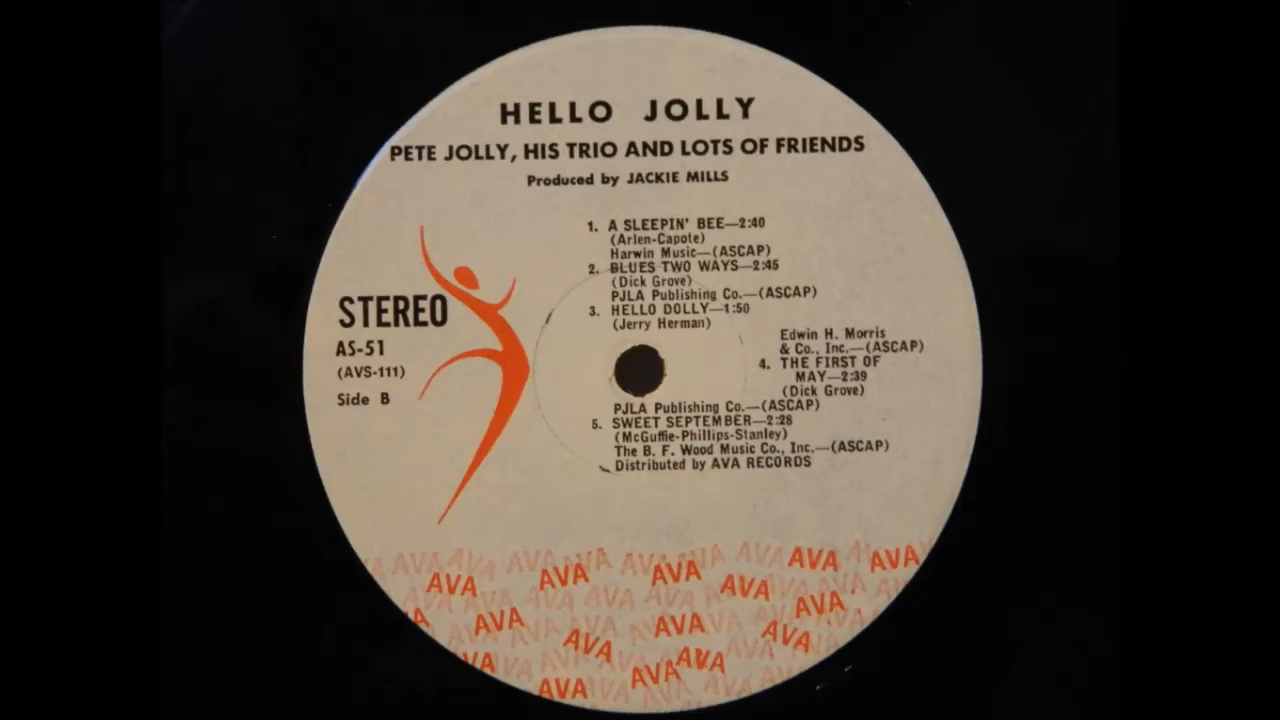 HELLO JOLLY
PETE JOLLY, HIS TRIO AND LOTS OF FRIENDS
Produced by JACKIE MILLS
1. A SLEEPIN' BEE—2:40
(Arlen-Capote)
Harwin Music—(ASCAP)
2. BLUES TWO WAYS—2:45
(Dick Grove)
PJLA Publishing Co.—(ASCAP)
3. HELLO DOLLY—1:50
(Jerry Herman)
Edwin H. Morris
& Co., Inc.—(ASCAP)
4. THE FIRST OF
MAY—2:39
(Dick Grove)
PJLA Publishing Co.—(ASCAP)
5. SWEET SEPTEMBER—2:28
(McGuffie-Phillips-Stanley)
The B. F. Wood Music Co., Inc.—(ASCAP)
Distributed by AVA RECORDS
STEREO
AS-51
(AVS-111)
Side B
AVA AVA AVA AVA AVA AVA AVA AVA
AVA AVA AVA AVA AVA
AVA AVA AVA AVA
AVA AVA AVA AVA
AVA AVA AVA